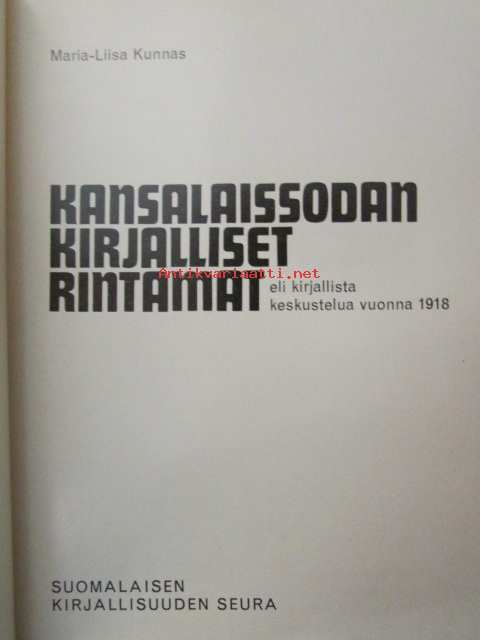 Maria-Liisa Kunnas
KANSALAISSODAN
KIRJALLISET
Antikvariaatti.net
RINTAMAT eli kirjallista
keskustelua vuonna 1918
SUOMALAISEN
KIRJALLISUUDEN SEURA